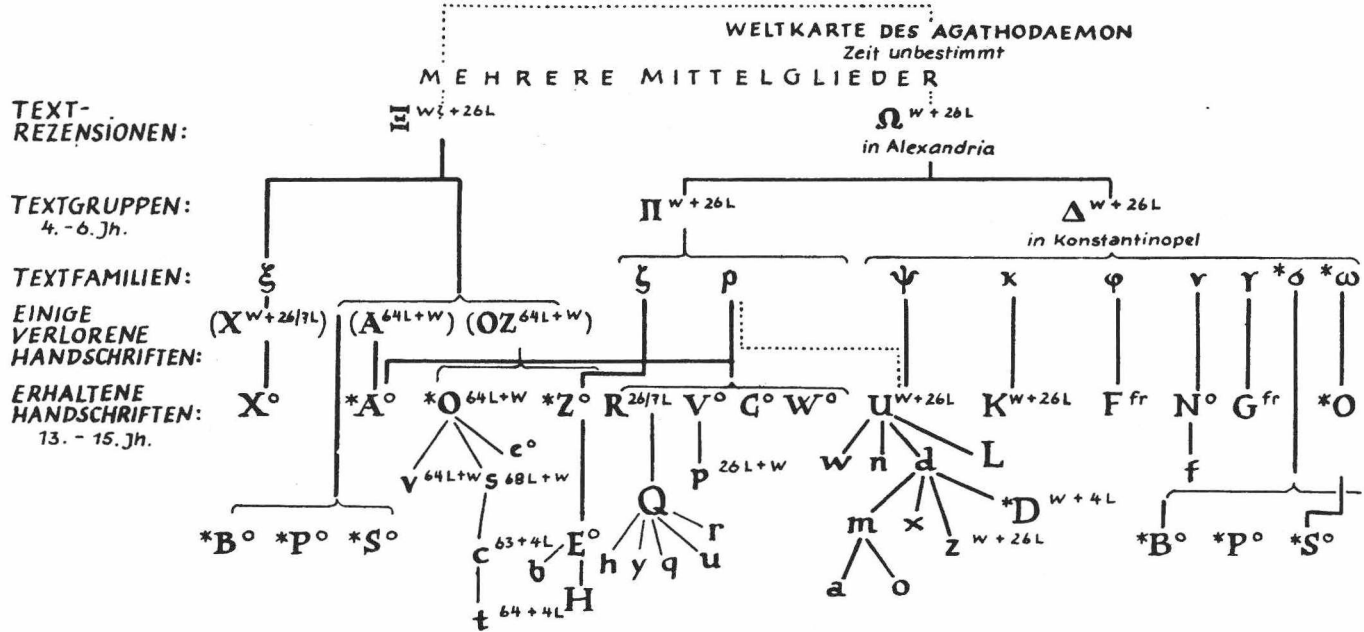 WELTKARTE DES AGATHODAEMON
Zeit unbestimmt
MEHRERE MITTELGLIEDER
TEXT-
REZENSIONEN:
Ξ W?+26L Ω W+26L
in Alexandria
TEXTGRUPPEN:
4.-6.Jh.
Π W+26L Δ W+26L
in Konstantinopel
TEXTFAMILIEN: ξ ζ ρ ψ κ φ ν γ *σ *ω
EINIGE
VERLORENE
HANDSCHRIFTEN:
(X W+26/7L) (A 64L+W) (OZ 64L+W)
ERHALTENE
HANDSCHRIFTEN:
13.-15.Jh.
X° *A° *O 64L+W *Z° R 26/7L V° C° W° U W+26L K W+26L F fr N° G fr *O
e° w n d L
v 64L+W s 68L+W p 26L+W f
Q *D W+4L
m x z W+26L
*B° *P° *S° c 63+4L b E° h y q u r *B° *P° *S°
t 64+4L H a o